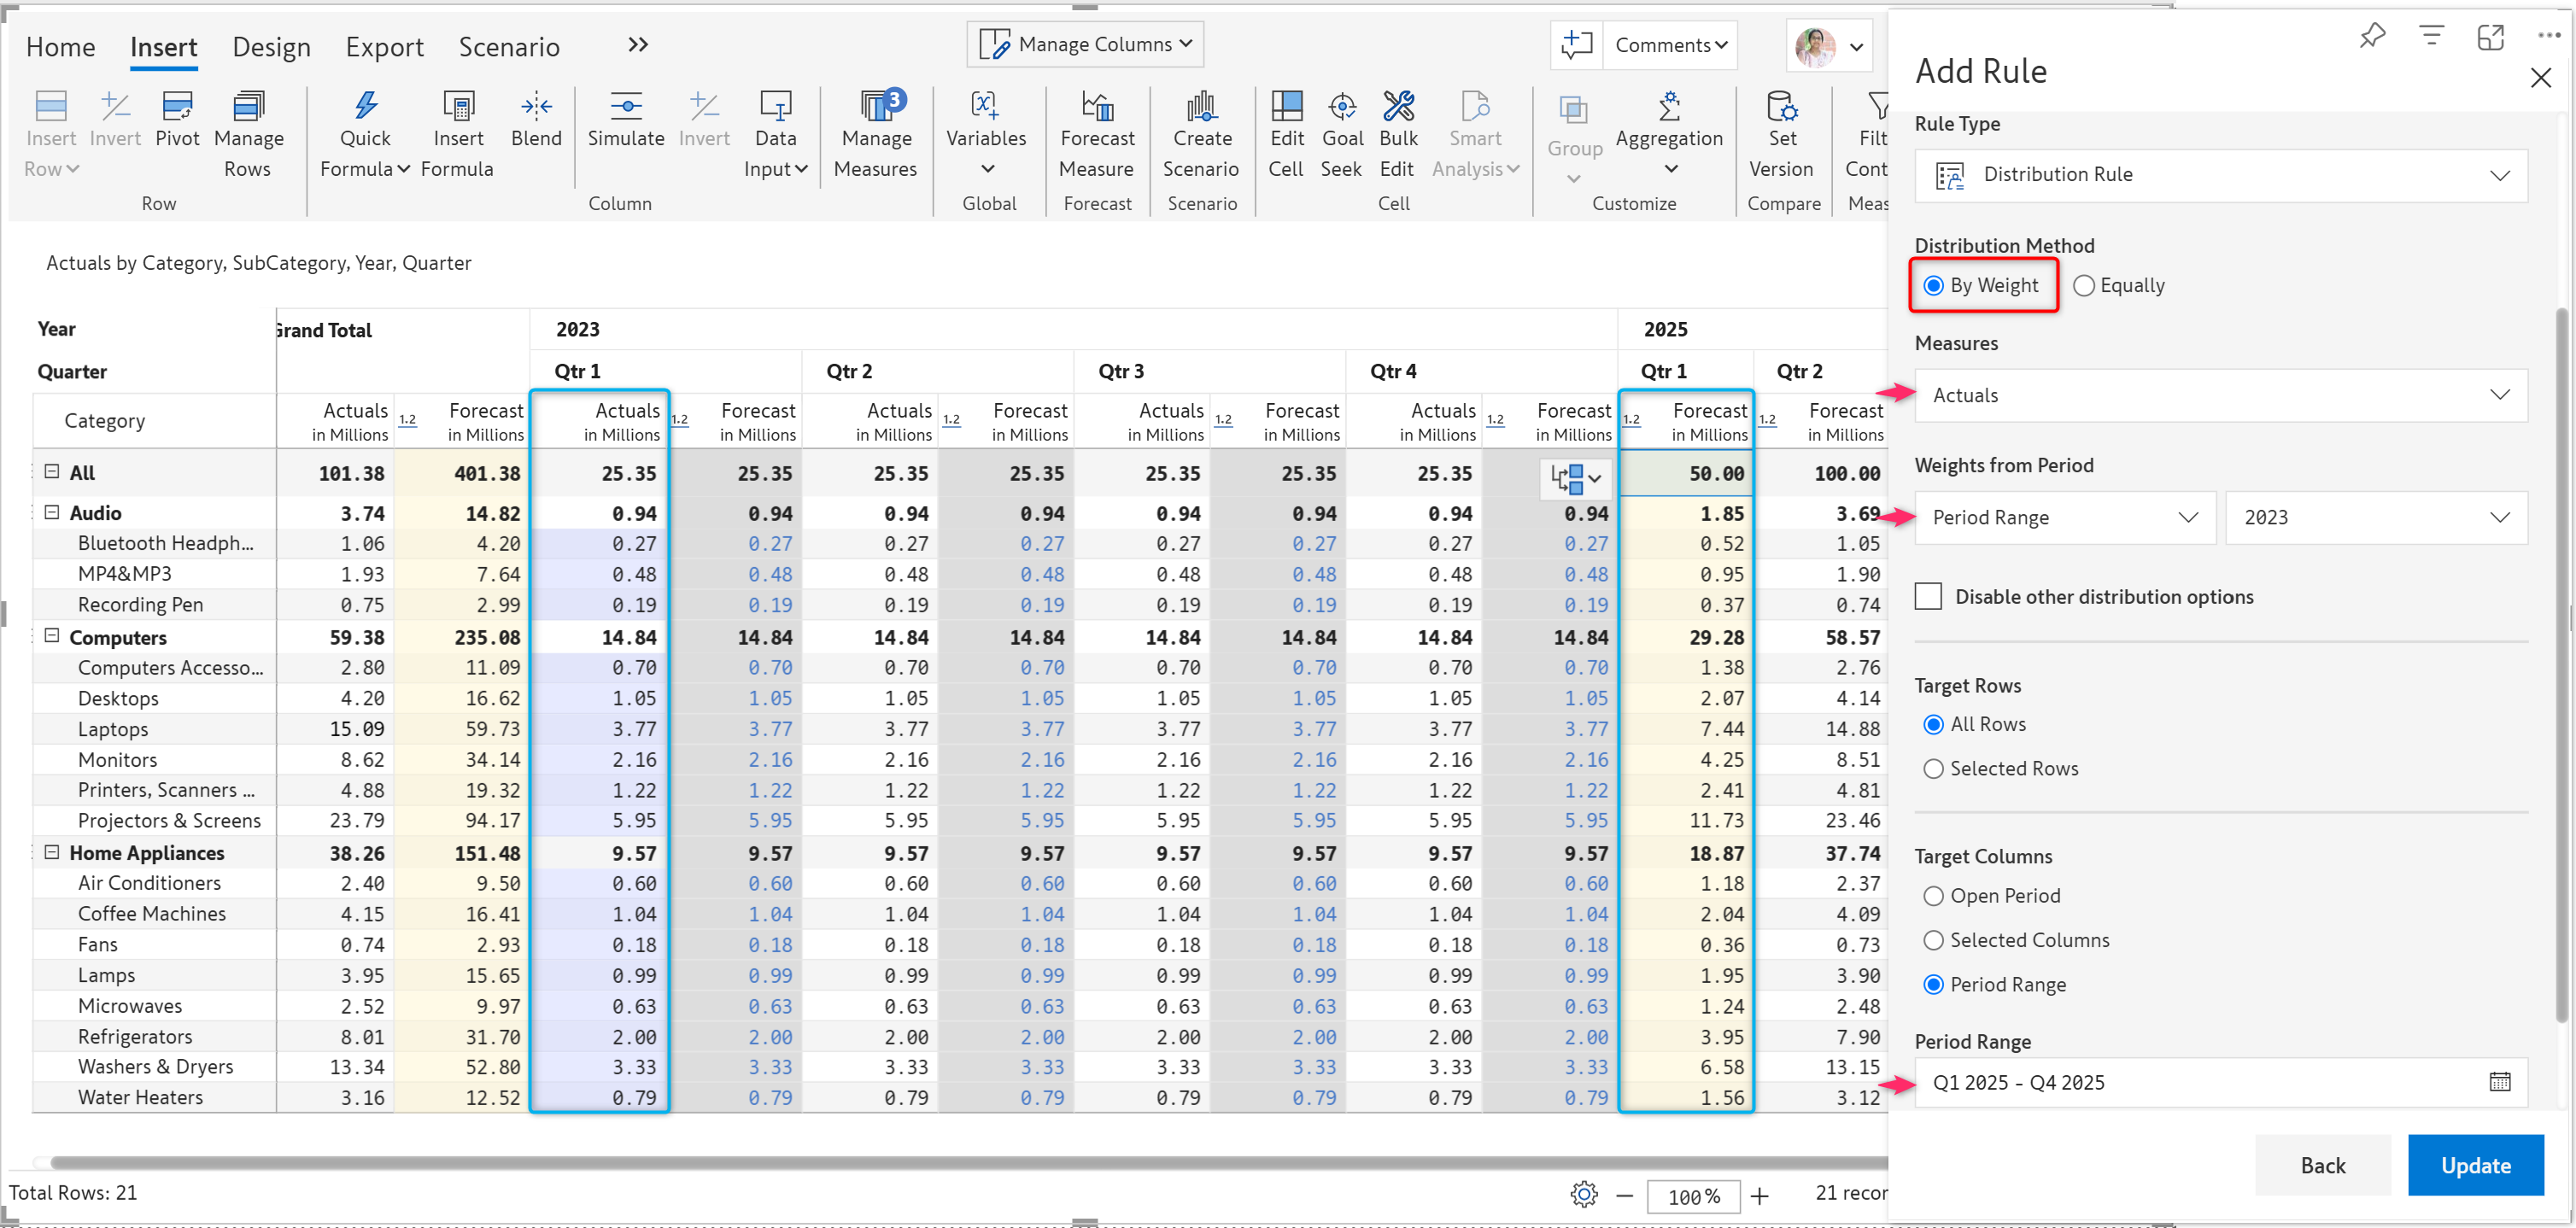 Home Insert Design Export Scenario
Manage Columns
Comments
Insert Row
Invert
Pivot
Manage Rows
Row
Quick Formula
Insert Formula
Blend
Simulate
Invert
Data Input
Column
3
Manage Measures
Variables
Global
Forecast Measure
Forecast
Create Scenario
Scenario
Edit Cell
Goal Seek
Bulk Edit
Smart Analysis
Cell
Group
Aggregation
Customize
Set Version
Compare
Filt
Cont
Meas
Actuals by Category, SubCategory, Year, Quarter
Year Grand Total 2023 2025
Quarter Qtr 1 Qtr 2 Qtr 3 Qtr 4 Qtr 1 Qtr 2
Category Actuals 1.2 Forecast Actuals 1.2 Forecast Actuals 1.2 Forecast Actuals 1.2 Forecast Actuals 1.2 Forecast 1.2 Forecast 1.2 Forecast
in Millions in Millions in Millions in Millions in Millions in Millions in Millions in Millions in Millions in Millions in Millions in Millions
All 101.38 401.38 25.35 25.35 25.35 25.35 25.35 25.35 25.35 50.00 100.00
Audio 3.74 14.82 0.94 0.94 0.94 0.94 0.94 0.94 0.94 0.94 1.85 3.69
Bluetooth Headph... 1.06 4.20 0.27 0.27 0.27 0.27 0.27 0.27 0.27 0.27 0.52 1.05
MP4&MP3 1.93 7.64 0.48 0.48 0.48 0.48 0.48 0.48 0.48 0.48 0.95 1.90
Recording Pen 0.75 2.99 0.19 0.19 0.19 0.19 0.19 0.19 0.19 0.19 0.37 0.74
Computers 59.38 235.08 14.84 14.84 14.84 14.84 14.84 14.84 14.84 14.84 29.28 58.57
Computers Accesso... 2.80 11.09 0.70 0.70 0.70 0.70 0.70 0.70 0.70 0.70 1.38 2.76
Desktops 4.20 16.62 1.05 1.05 1.05 1.05 1.05 1.05 1.05 1.05 2.07 4.14
Laptops 15.09 59.73 3.77 3.77 3.77 3.77 3.77 3.77 3.77 3.77 7.44 14.88
Monitors 8.62 34.14 2.16 2.16 2.16 2.16 2.16 2.16 2.16 2.16 4.25 8.51
Printers, Scanners ... 4.88 19.32 1.22 1.22 1.22 1.22 1.22 1.22 1.22 1.22 2.41 4.81
Projectors & Screens 23.79 94.17 5.95 5.95 5.95 5.95 5.95 5.95 5.95 5.95 11.73 23.46
Home Appliances 38.26 151.48 9.57 9.57 9.57 9.57 9.57 9.57 9.57 9.57 18.87 37.74
Air Conditioners 2.40 9.50 0.60 0.60 0.60 0.60 0.60 0.60 0.60 0.60 1.18 2.37
Coffee Machines 4.15 16.41 1.04 1.04 1.04 1.04 1.04 1.04 1.04 1.04 2.04 4.09
Fans 0.74 2.93 0.18 0.18 0.18 0.18 0.18 0.18 0.18 0.18 0.36 0.73
Lamps 3.95 15.65 0.99 0.99 0.99 0.99 0.99 0.99 0.99 0.99 1.95 3.90
Microwaves 2.52 9.97 0.63 0.63 0.63 0.63 0.63 0.63 0.63 0.63 1.24 2.48
Refrigerators 8.01 31.70 2.00 2.00 2.00 2.00 2.00 2.00 2.00 2.00 3.95 7.90
Washers & Dryers 13.34 52.80 3.33 3.33 3.33 3.33 3.33 3.33 3.33 3.33 6.58 13.15
Water Heaters 3.16 12.52 0.79 0.79 0.79 0.79 0.79 0.79 0.79 0.79 1.56 3.12
Total Rows: 21
100%
21 recor
Add Rule
Rule Type
Distribution Rule
Distribution Method
By Weight Equally
Measures
Actuals
Weights from Period
Period Range 2023
Disable other distribution options
Target Rows
All Rows
Selected Rows
Target Columns
Open Period
Selected Columns
Period Range
Period Range
Q1 2025 - Q4 2025
Back Update